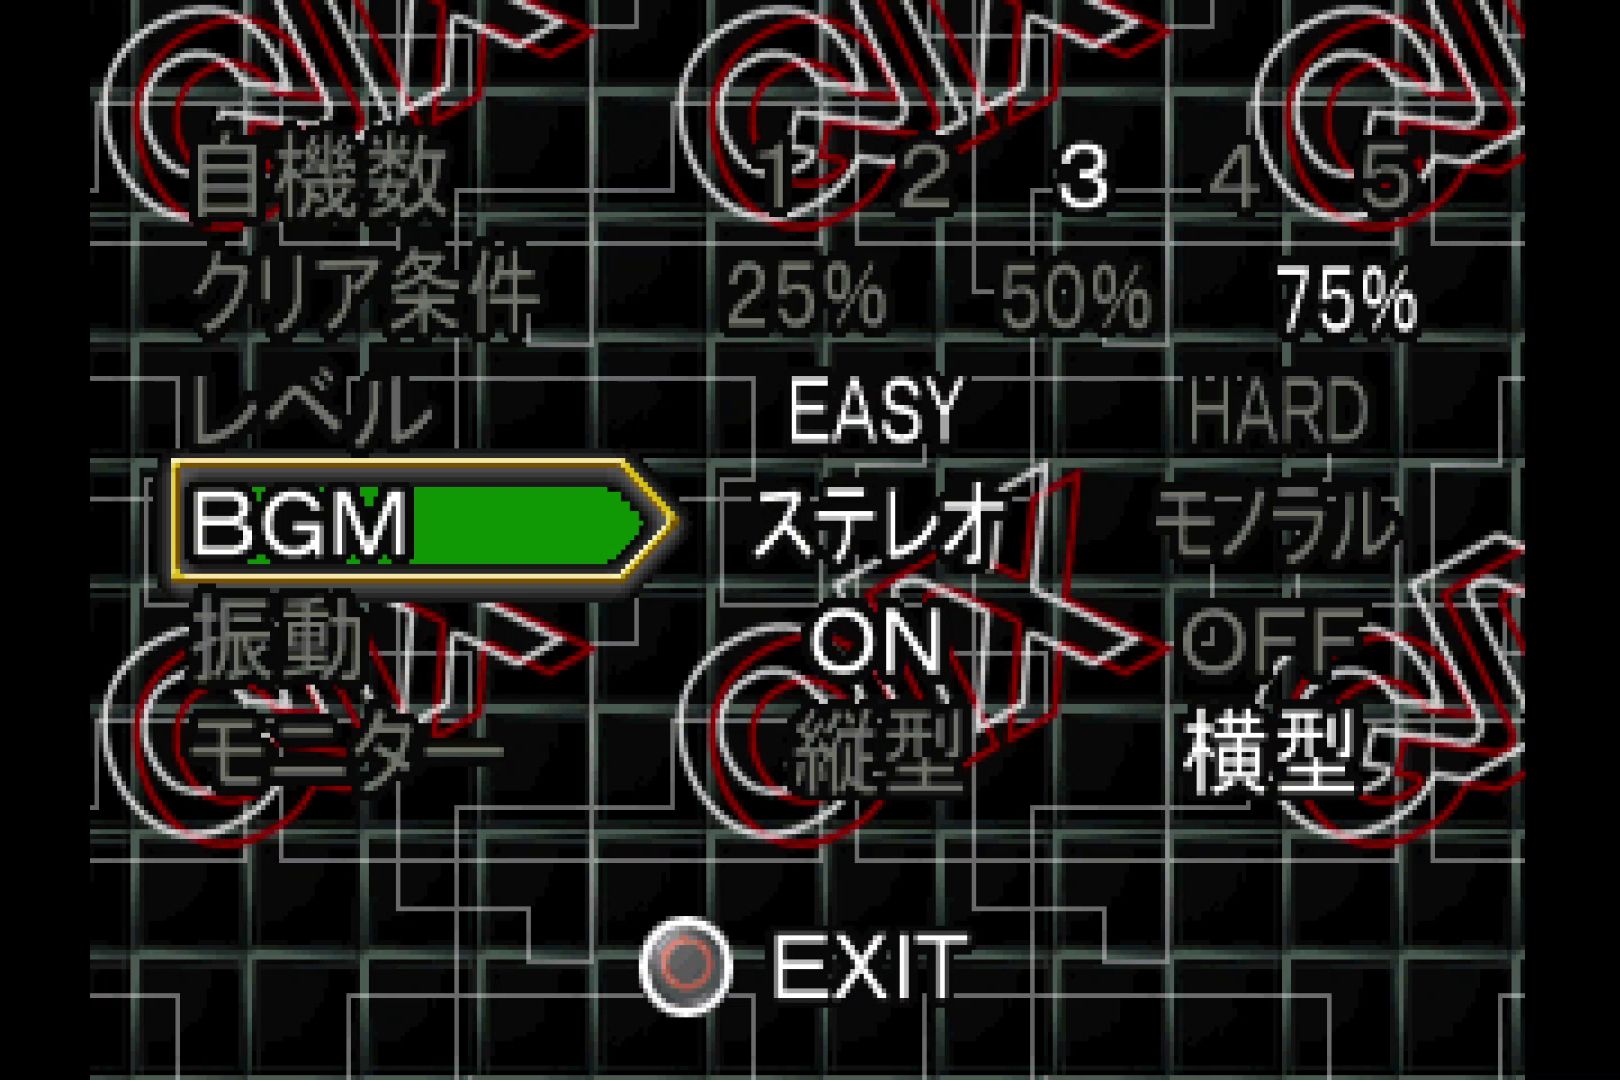 自機数 1 2 3 4 5
クリア条件 25% 50% 75%
レベル EASY HARD
BGM ステレオ モノラル
振動 ON OFF
モニター 縦型 横型
EXIT